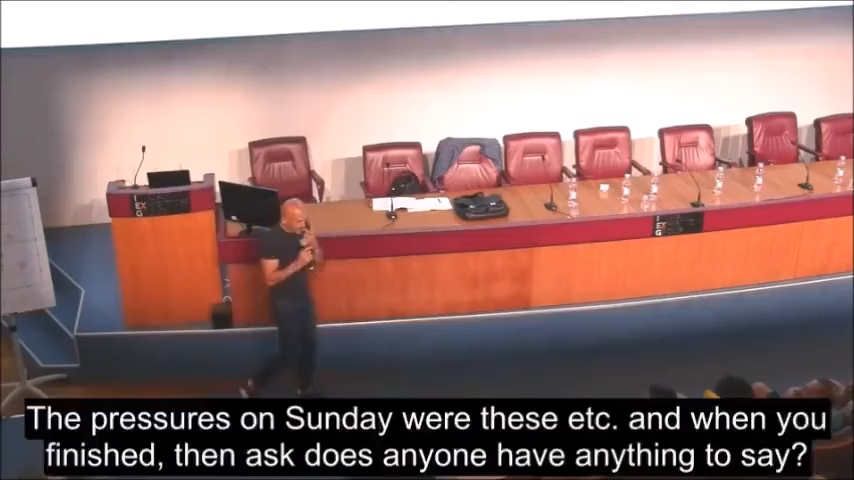 EX
G
The pressures on Sunday were these etc. and when you
finished, then ask does anyone have anything to say?